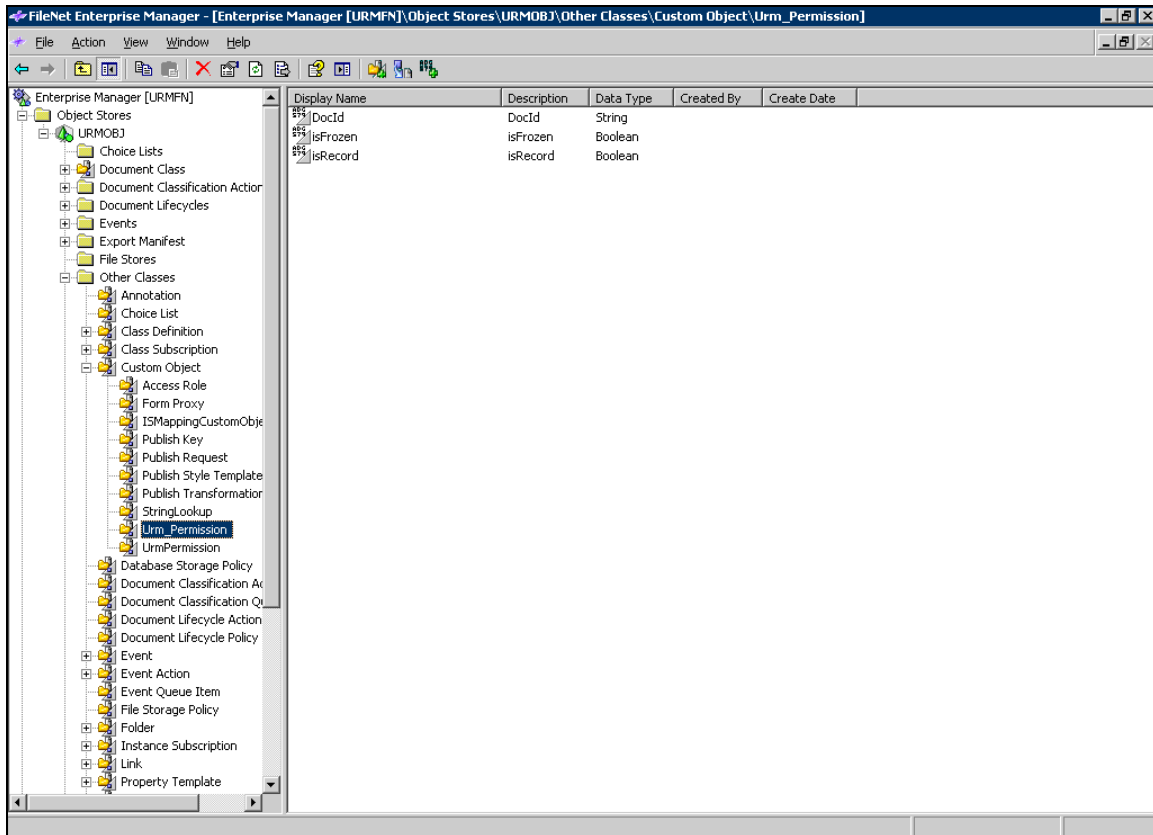 FileNet Enterprise Manager - [Enterprise Manager [URMFN]\Object Stores\URMOBJ\Other Classes\Custom Object\Urm_Permission]
File Action View Window Help
Enterprise Manager [URMFN]
Object Stores
URMOBJ
Choice Lists
Document Class
Document Classification Action
Document Lifecycles
Events
Export Manifest
File Stores
Other Classes
Annotation
Choice List
Class Definition
Class Subscription
Custom Object
Access Role
Form Proxy
ISMappingCustomObje
Publish Key
Publish Request
Publish Style Template
Publish Transformation
StringLookup
Urm_Permission
UrmPermission
Database Storage Policy
Document Classification Ac
Document Classification Qu
Document Lifecycle Action
Document Lifecycle Policy
Event
Event Action
Event Queue Item
File Storage Policy
Folder
Instance Subscription
Link
Property Template
Display Name Description Data Type Created By Create Date
DocId DocId String
isFrozen isFrozen Boolean
isRecord isRecord Boolean